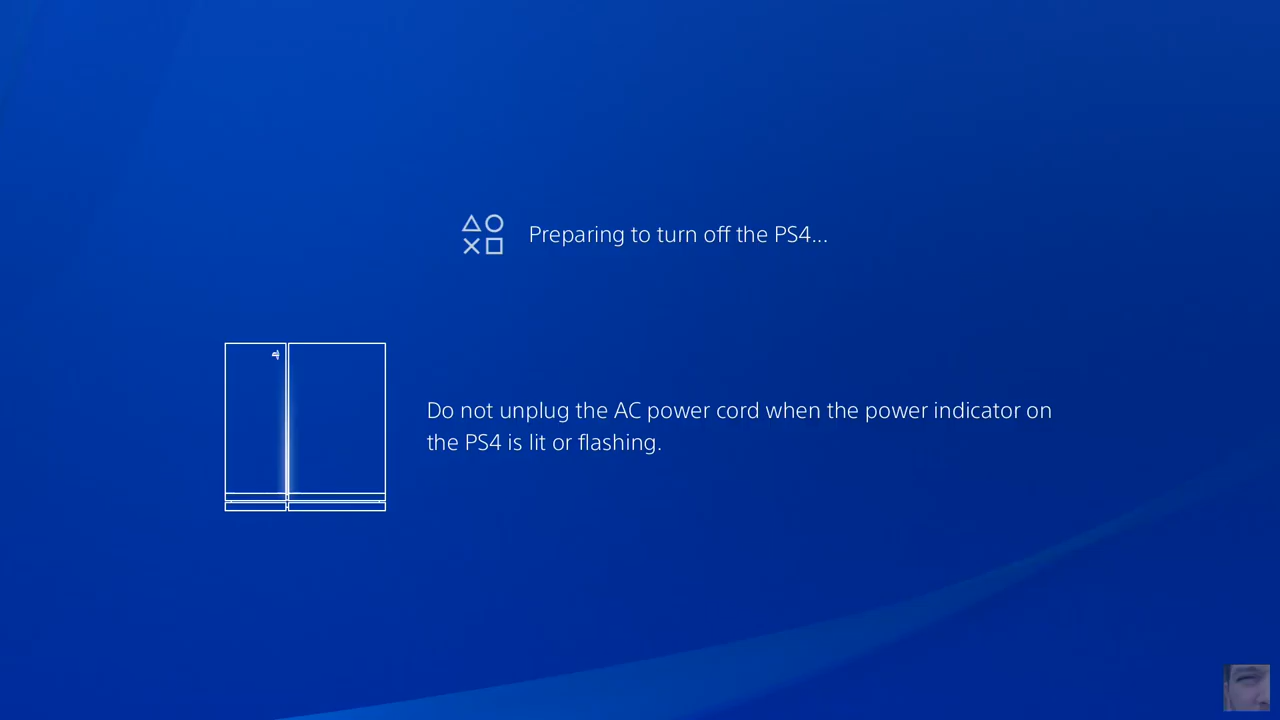 Preparing to turn off the PS4...
Do not unplug the AC power cord when the power indicator on
the PS4 is lit or flashing.